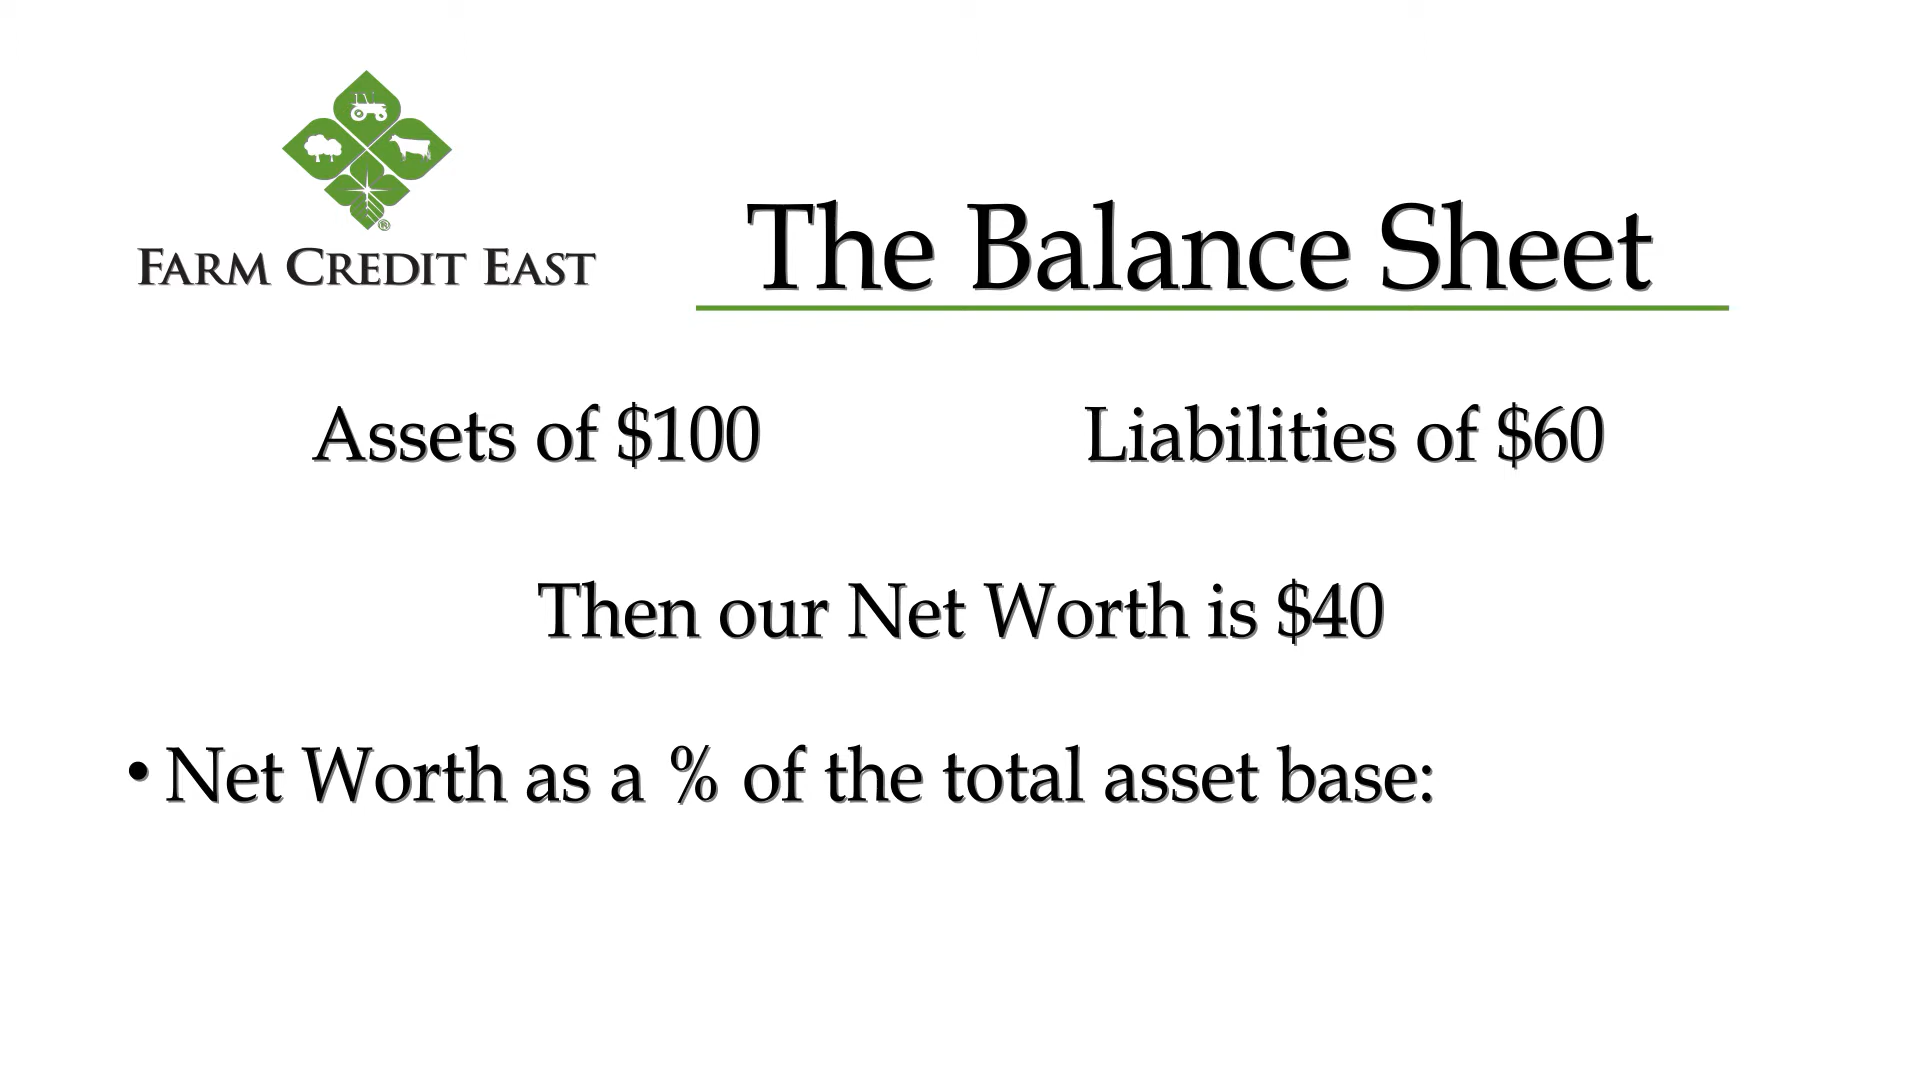 FARM CREDIT EAST
The Balance Sheet
Assets of $100
Liabilities of $60
Then our Net Worth is $40
• Net Worth as a % of the total asset base: